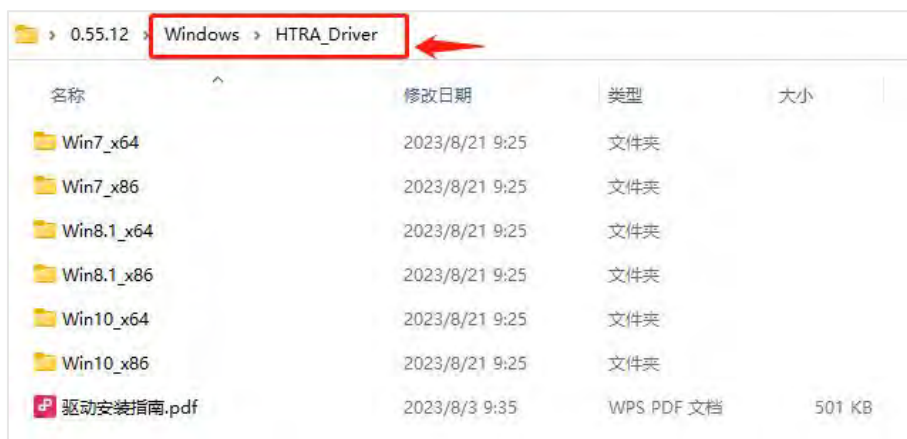 0.55.12 > Windows > HTRA_Driver
名称 修改日期 类型 大小
Win7_x64 2023/8/21 9:25 文件夹
Win7_x86 2023/8/21 9:25 文件夹
Win8.1_x64 2023/8/21 9:25 文件夹
Win8.1_x86 2023/8/21 9:25 文件夹
Win10_x64 2023/8/21 9:25 文件夹
Win10_x86 2023/8/21 9:25 文件夹
驱动安装指南.pdf 2023/8/3 9:35 WPS PDF 文档 501 KB